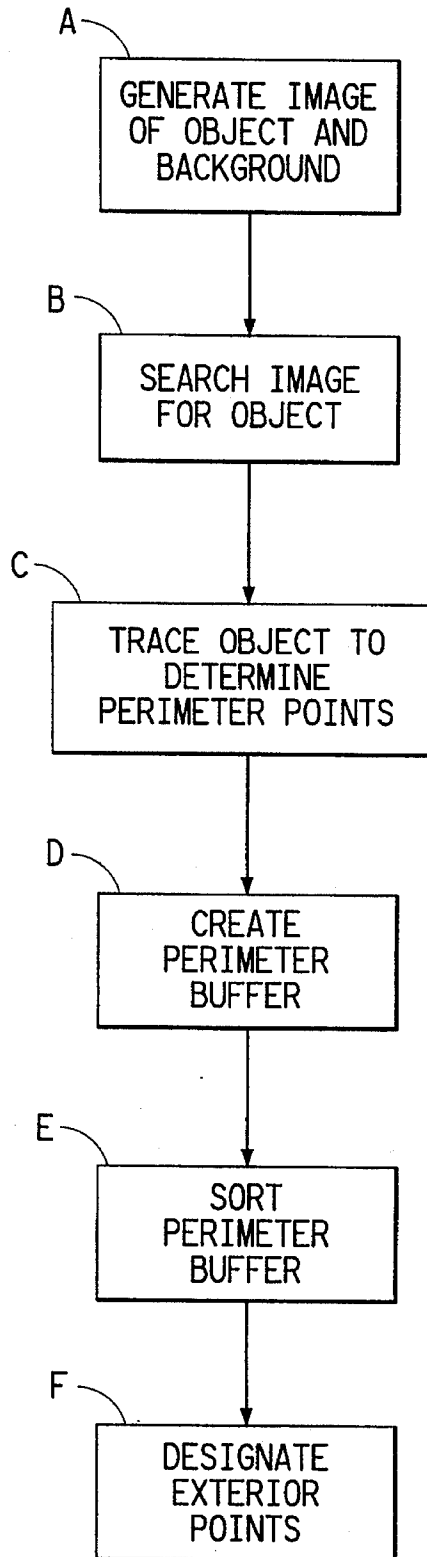 A
GENERATE IMAGE
OF OBJECT AND
BACKGROUND
B
SEARCH IMAGE
FOR OBJECT
C
TRACE OBJECT TO
DETERMINE
PERIMETER POINTS
D
CREATE
PERIMETER
BUFFER
E
SORT
PERIMETER
BUFFER
F
DESIGNATE
EXTERIOR
POINTS